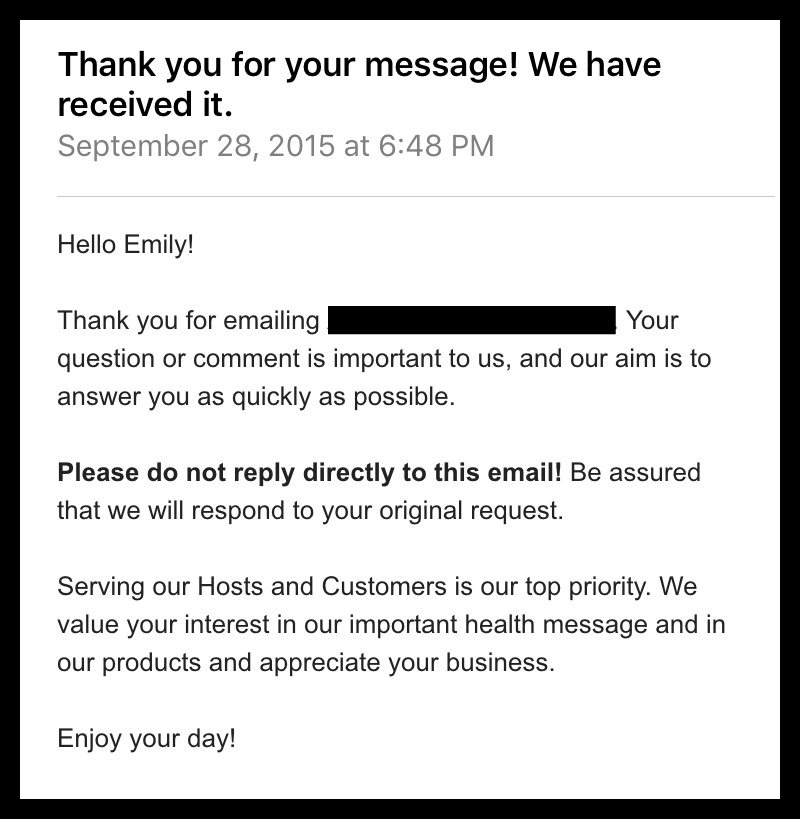 Thank you for your message! We have
received it.
September 28, 2015 at 6:48 PM
Hello Emily!
Thank you for emailing Your
question or comment is important to us, and our aim is to
answer you as quickly as possible.
Please do not reply directly to this email! Be assured
that we will respond to your original request.
Serving our Hosts and Customers is our top priority. We
value your interest in our important health message and in
our products and appreciate your business.
Enjoy your day!